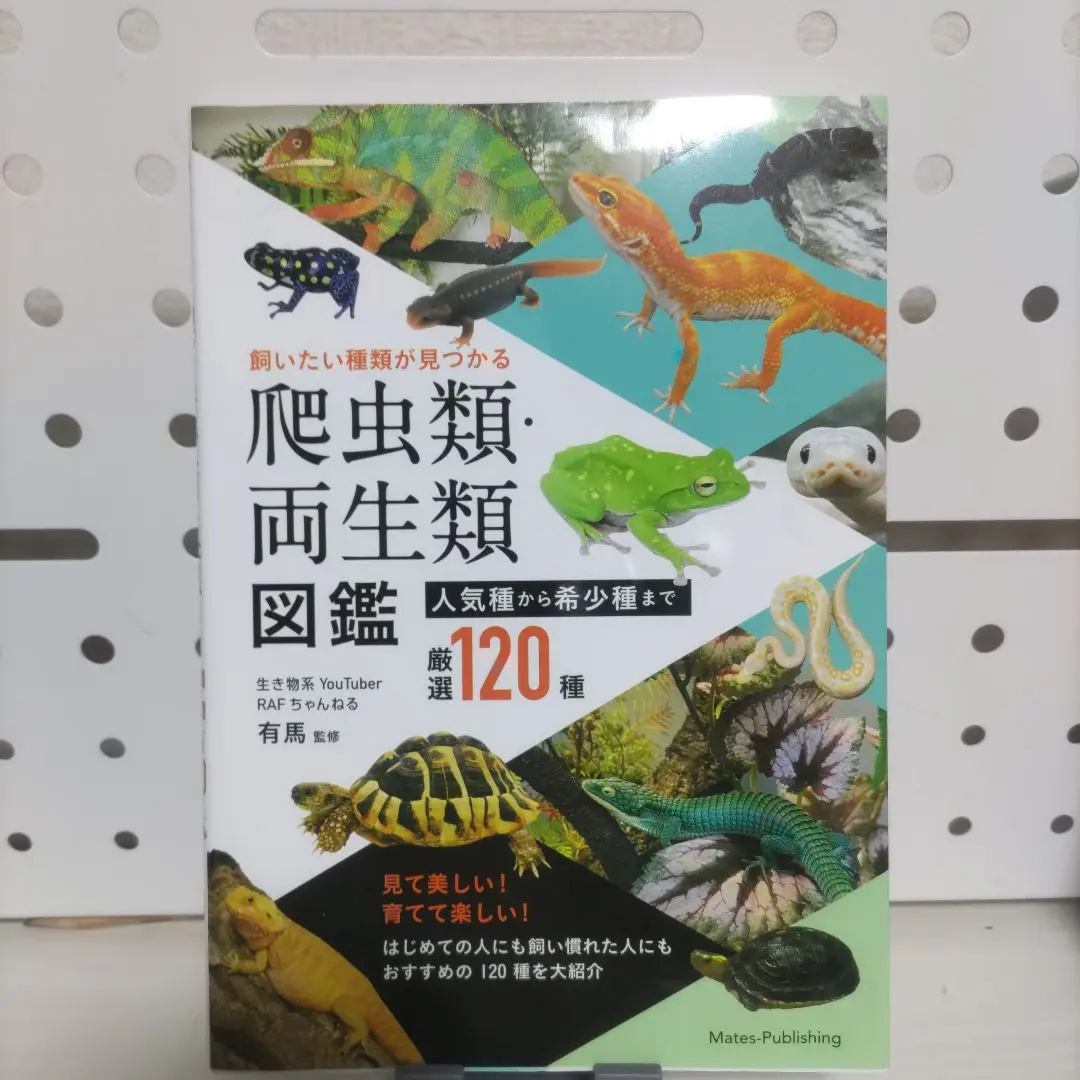 飼いたい種類が見つかる
爬虫類・
両生類
図鑑
人気種から希少種まで
厳選120種
生き物系 YouTuber
RAFちゃんねる
有馬 監修
見て美しい!
育てて楽しい!
はじめての人にも飼い慣れた人にも
おすすめの 120 種を大紹介
Mates-Publishing